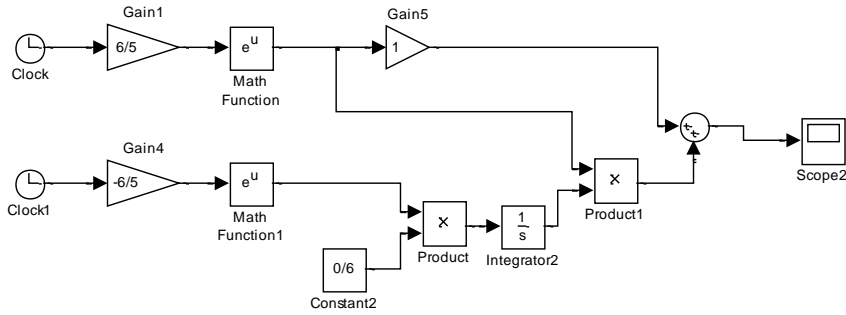 Gain1
Gain5
6/5
e^u
1
Clock
Math
Function
Gain4
-6/5
e^u
Clock1
Math
Function1
x
Product1
Scope2
x
1
s
Product
Integrator2
0/6
Constant2